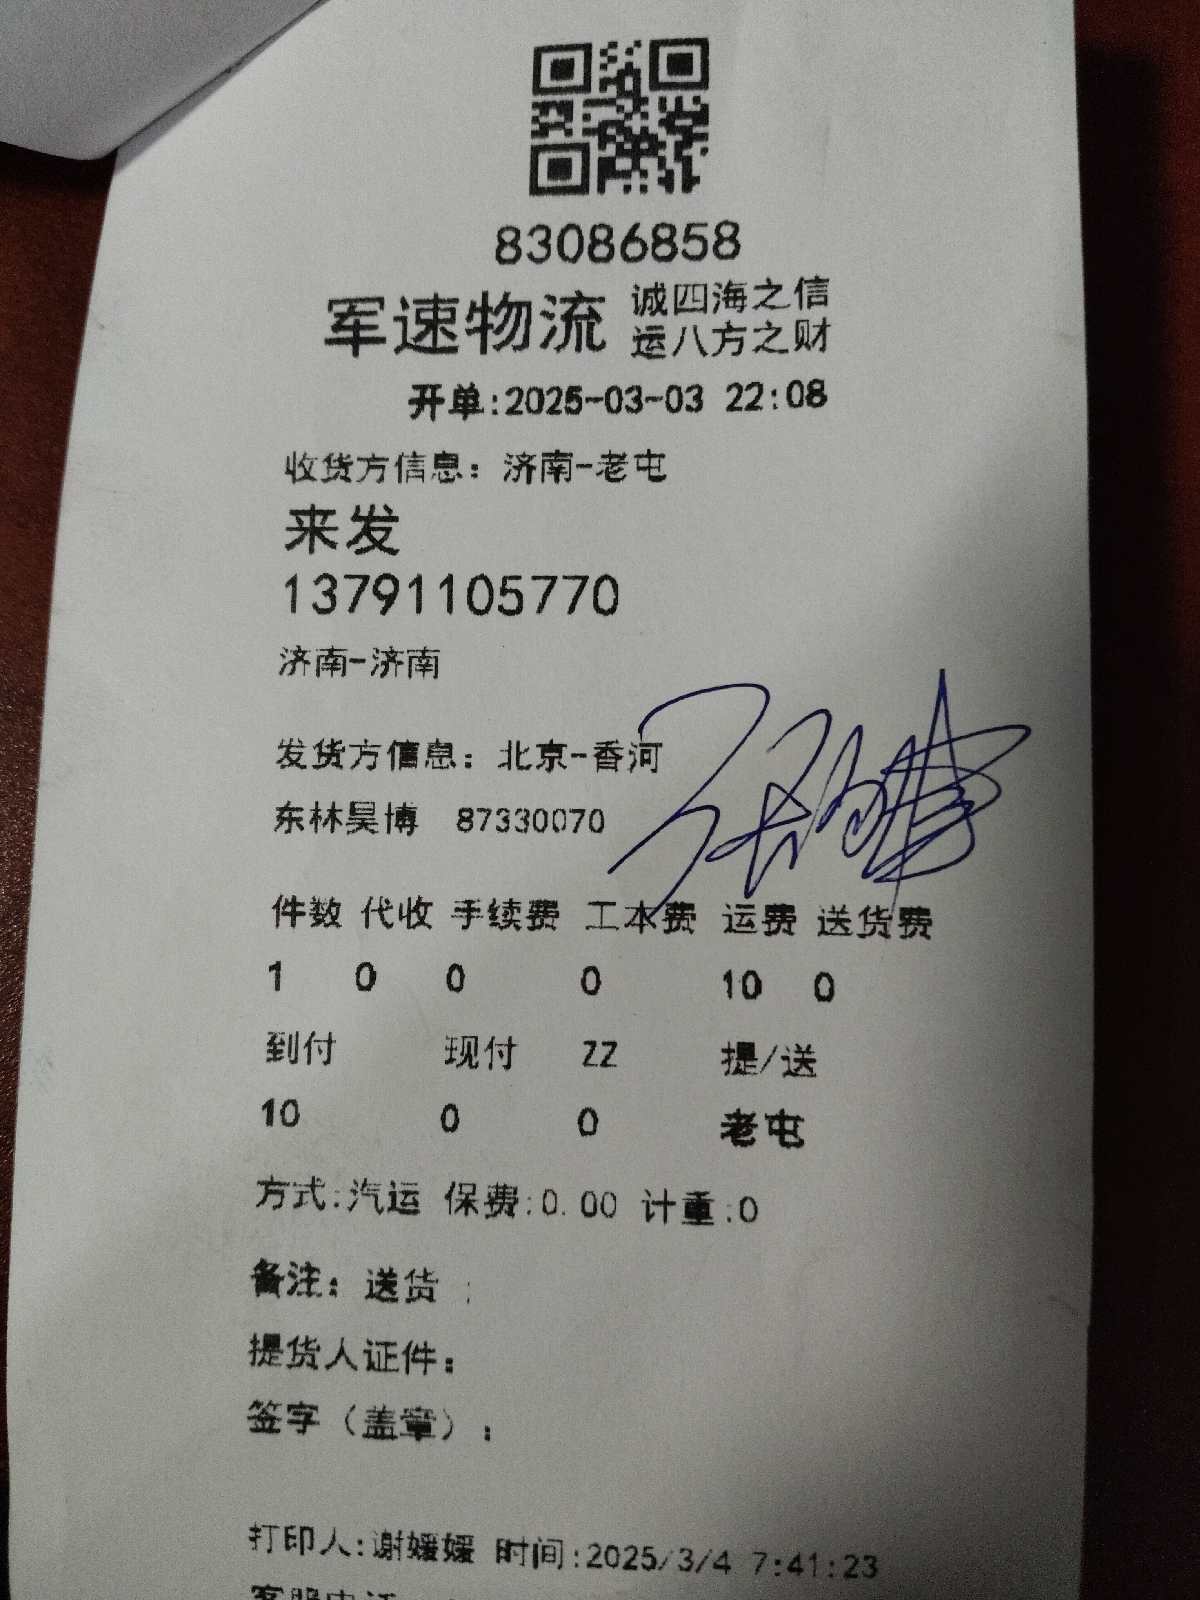 83086858
军速物流 诚四海之信
运八方之财
开单:2025-03-03 22:08
收货方信息：济南-老屯
来发
13791105770
济南-济南
发货方信息：北京-香河
东林昊博 87330070
件数 代收 手续费 工本费 运费 送货费
1 0 0 0 10 0
到付 现付 ZZ 提/送
10 0 0 老屯
方式:汽运 保费:0.00 计重:0
备注：送货 ;
提货人证件：
签字（盖章）：
打印人:谢媛媛 时间:2025/3/4 7:41:23
客服电话